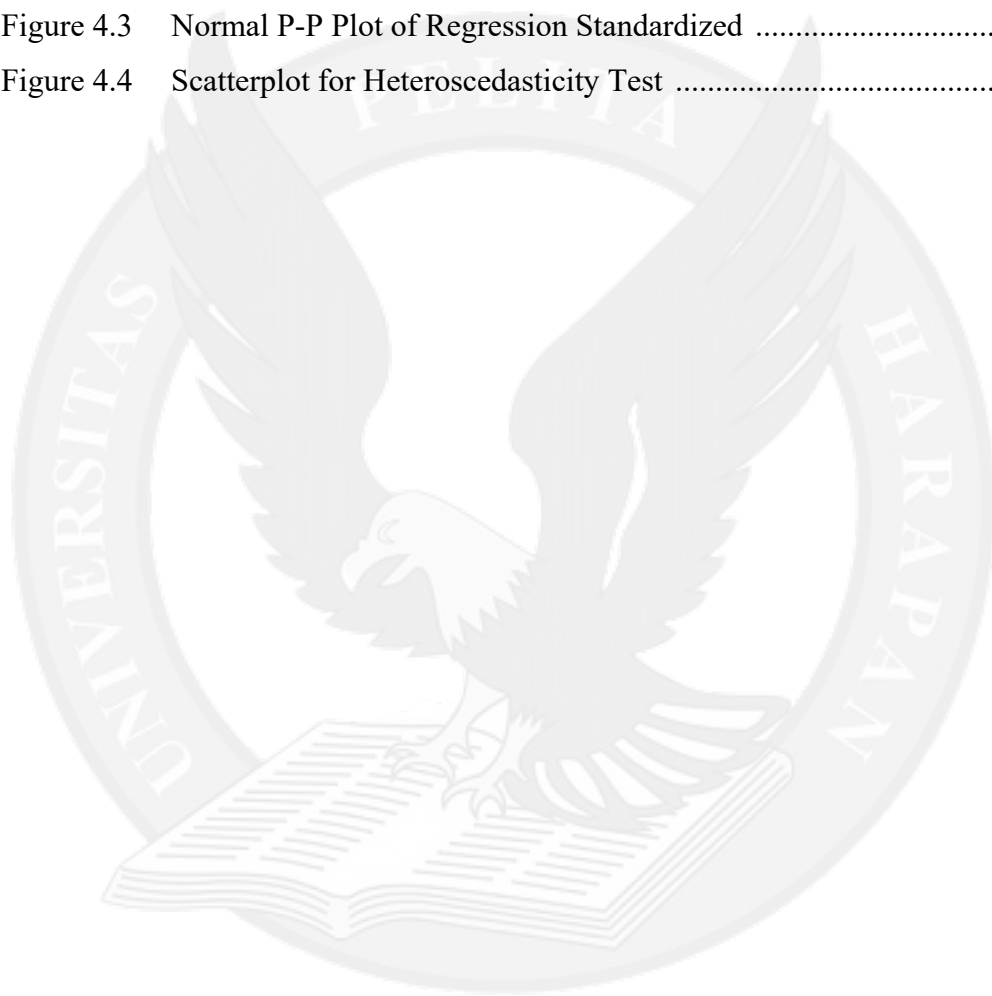 Figure 4.3 Normal P-P Plot of Regression Standardized ..............................
Figure 4.4 Scatterplot for Heteroscedasticity Test ........................................
UNIVERSITAS PELITA HARAPAN